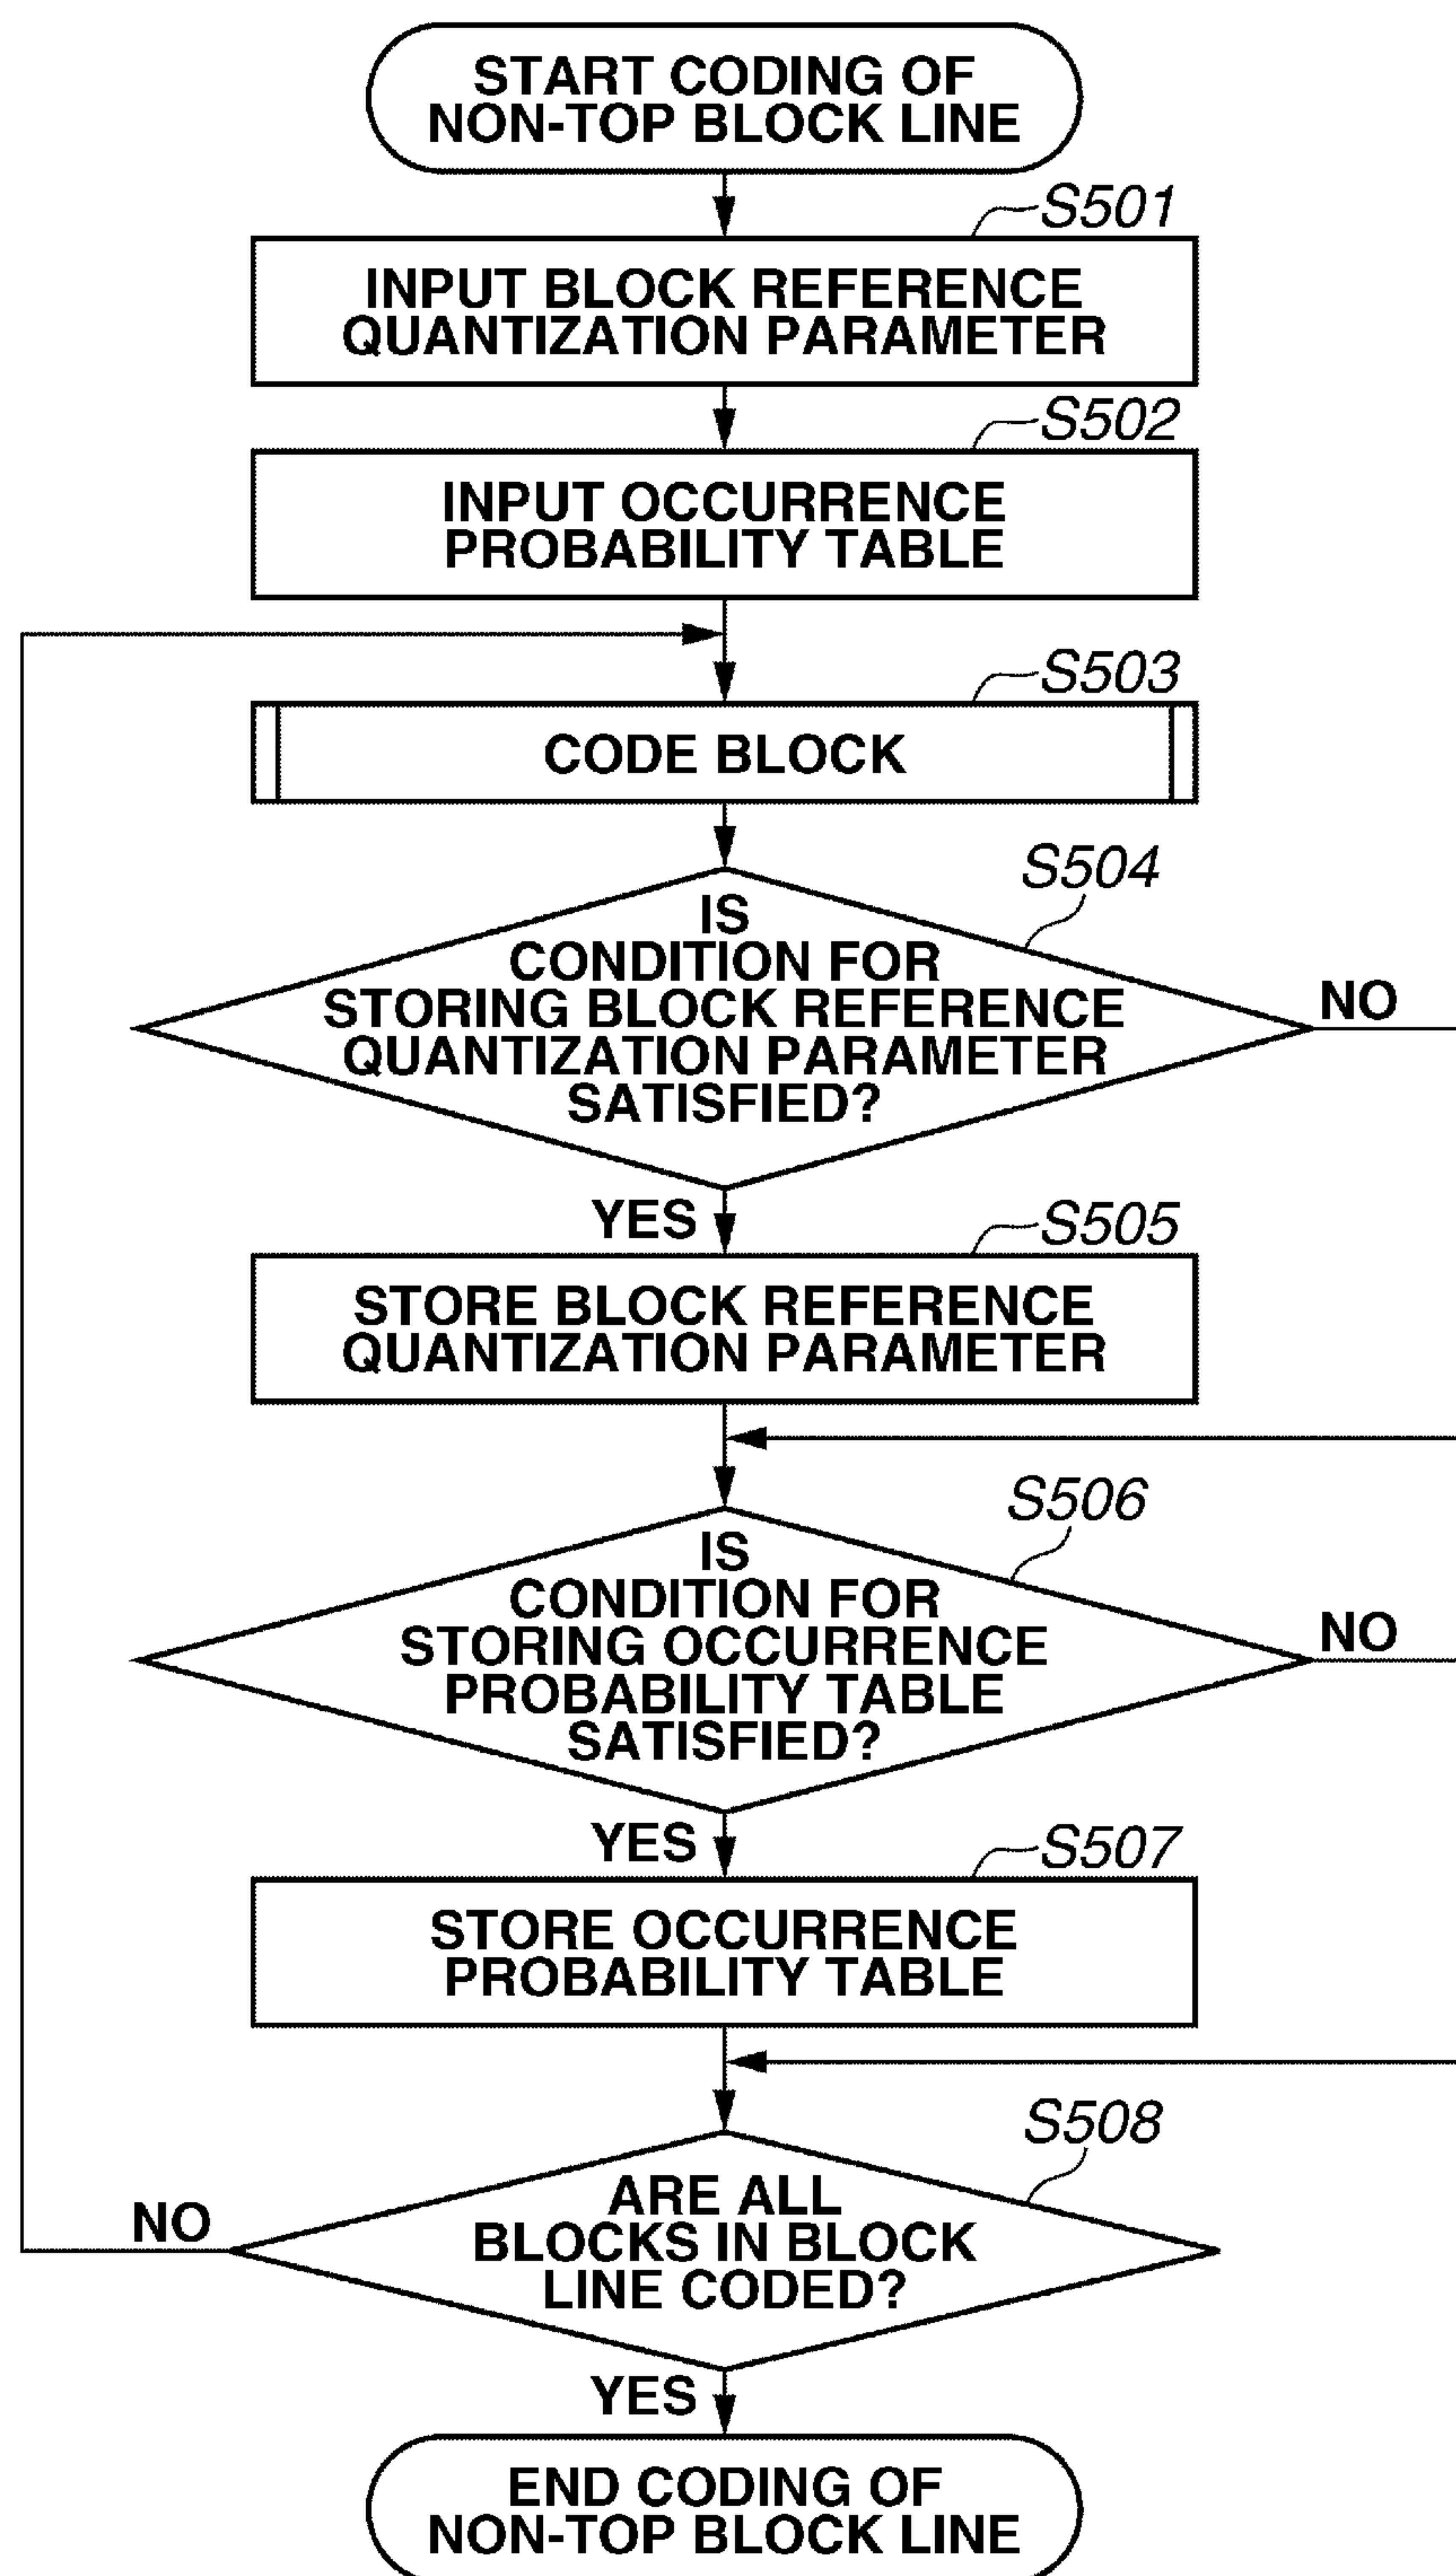 START CODING OF
NON-TOP BLOCK LINE
S501
INPUT BLOCK REFERENCE
QUANTIZATION PARAMETER
S502
INPUT OCCURRENCE
PROBABILITY TABLE
S503
CODE BLOCK
S504
IS
CONDITION FOR
STORING BLOCK REFERENCE
QUANTIZATION PARAMETER
SATISFIED?
NO
YES
S505
STORE BLOCK REFERENCE
QUANTIZATION PARAMETER
S506
IS
CONDITION FOR
STORING OCCURRENCE
PROBABILITY TABLE
SATISFIED?
NO
YES
S507
STORE OCCURRENCE
PROBABILITY TABLE
S508
ARE ALL
BLOCKS IN BLOCK
LINE CODED?
NO
YES
END CODING OF
NON-TOP BLOCK LINE